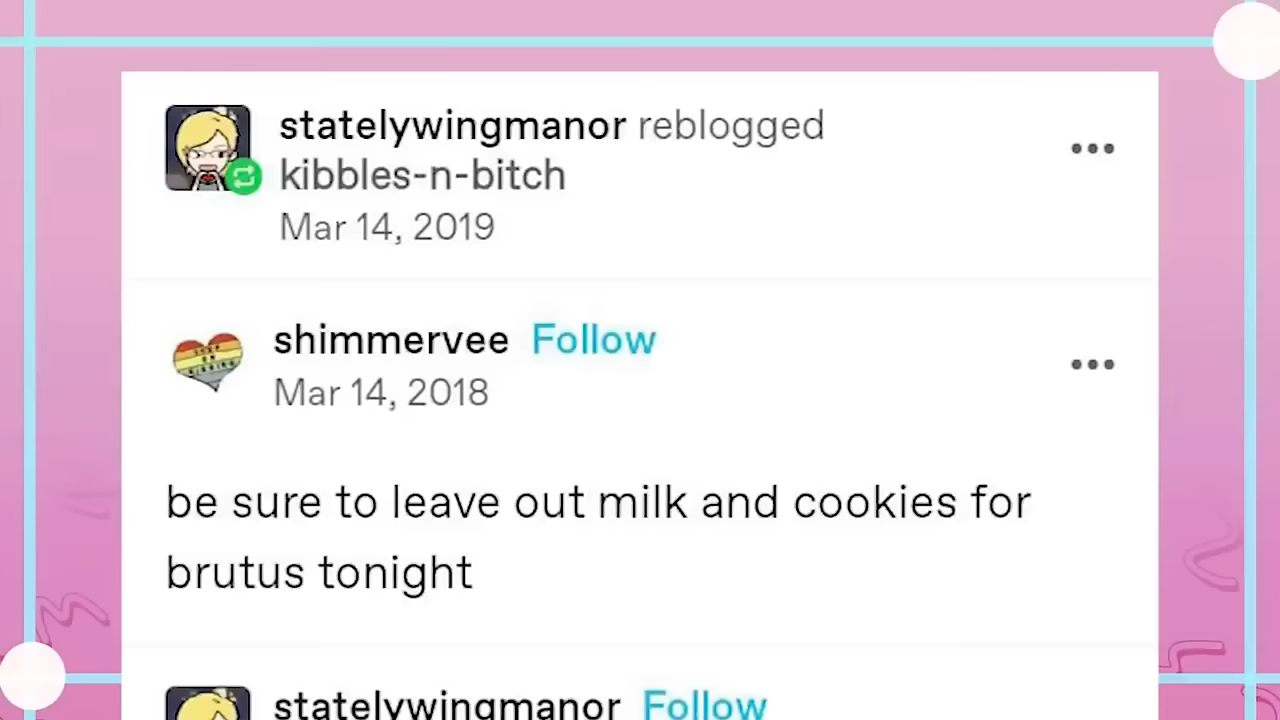 statelywingmanor reblogged
kibbles-n-bitch
Mar 14, 2019
shimmervee Follow
Mar 14, 2018
be sure to leave out milk and cookies for
brutus tonight
statelywingmanor Follow